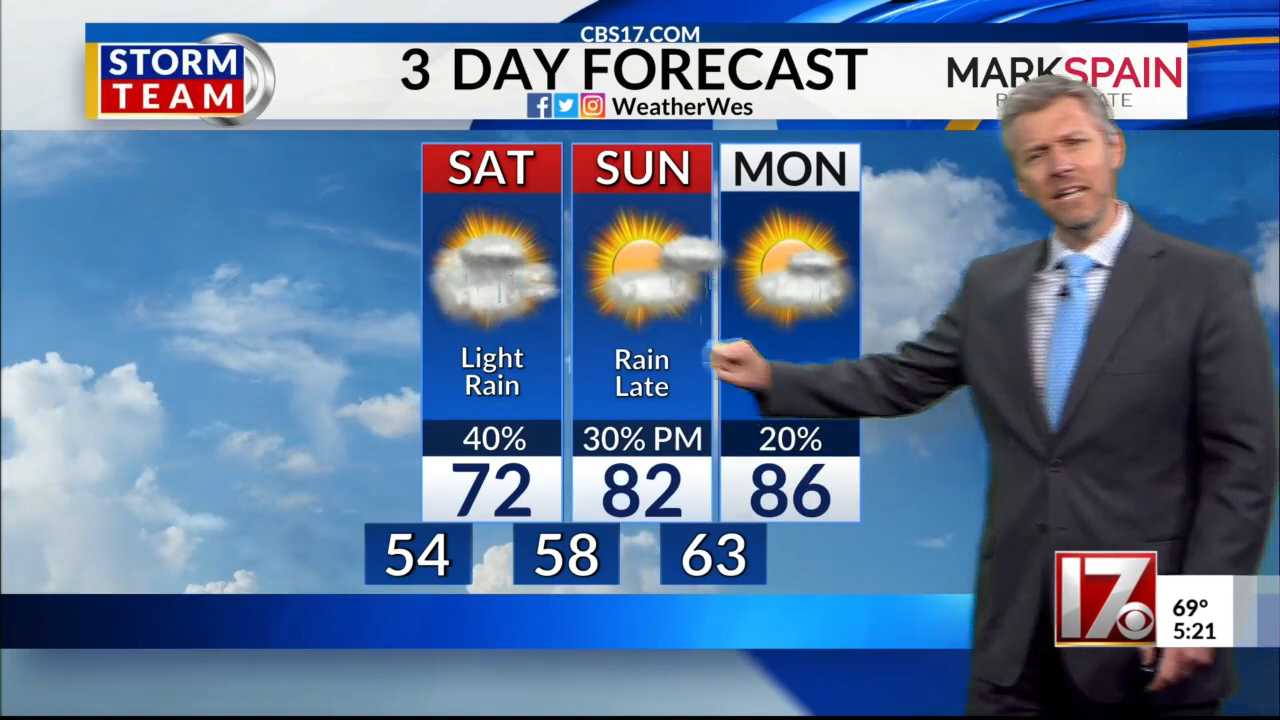 CBS17.COM
STORM
TEAM
3 DAY FORECAST
MARKSPAIN
WeatherWes
SAT
SUN
MON
Light
Rain
Rain
Late
40%
30% PM
20%
72
82
86
54
58
63
17
69°
5:21